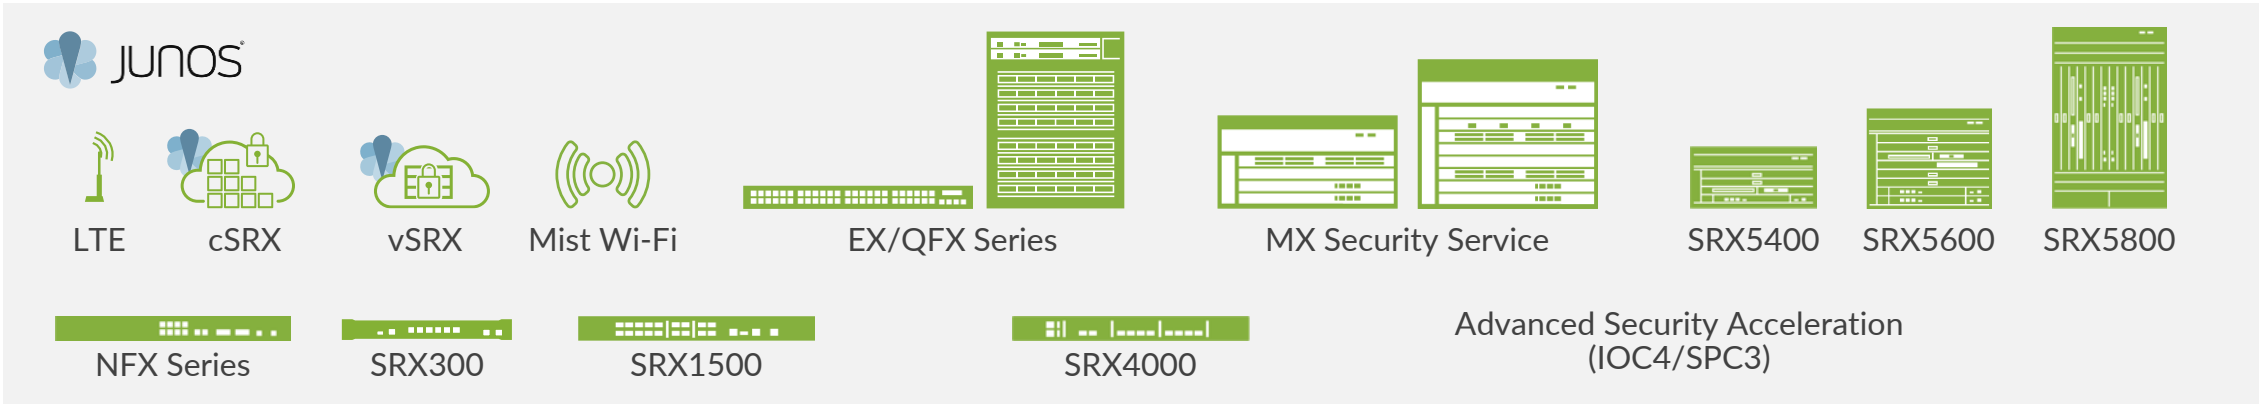 JUNOS
LTE
cSRX
vSRX
Mist Wi-Fi
EX/QFX Series
MX Security Service
SRX5400
SRX5600
SRX5800
NFX Series
SRX300
SRX1500
SRX4000
Advanced Security Acceleration
(IOC4/SPC3)